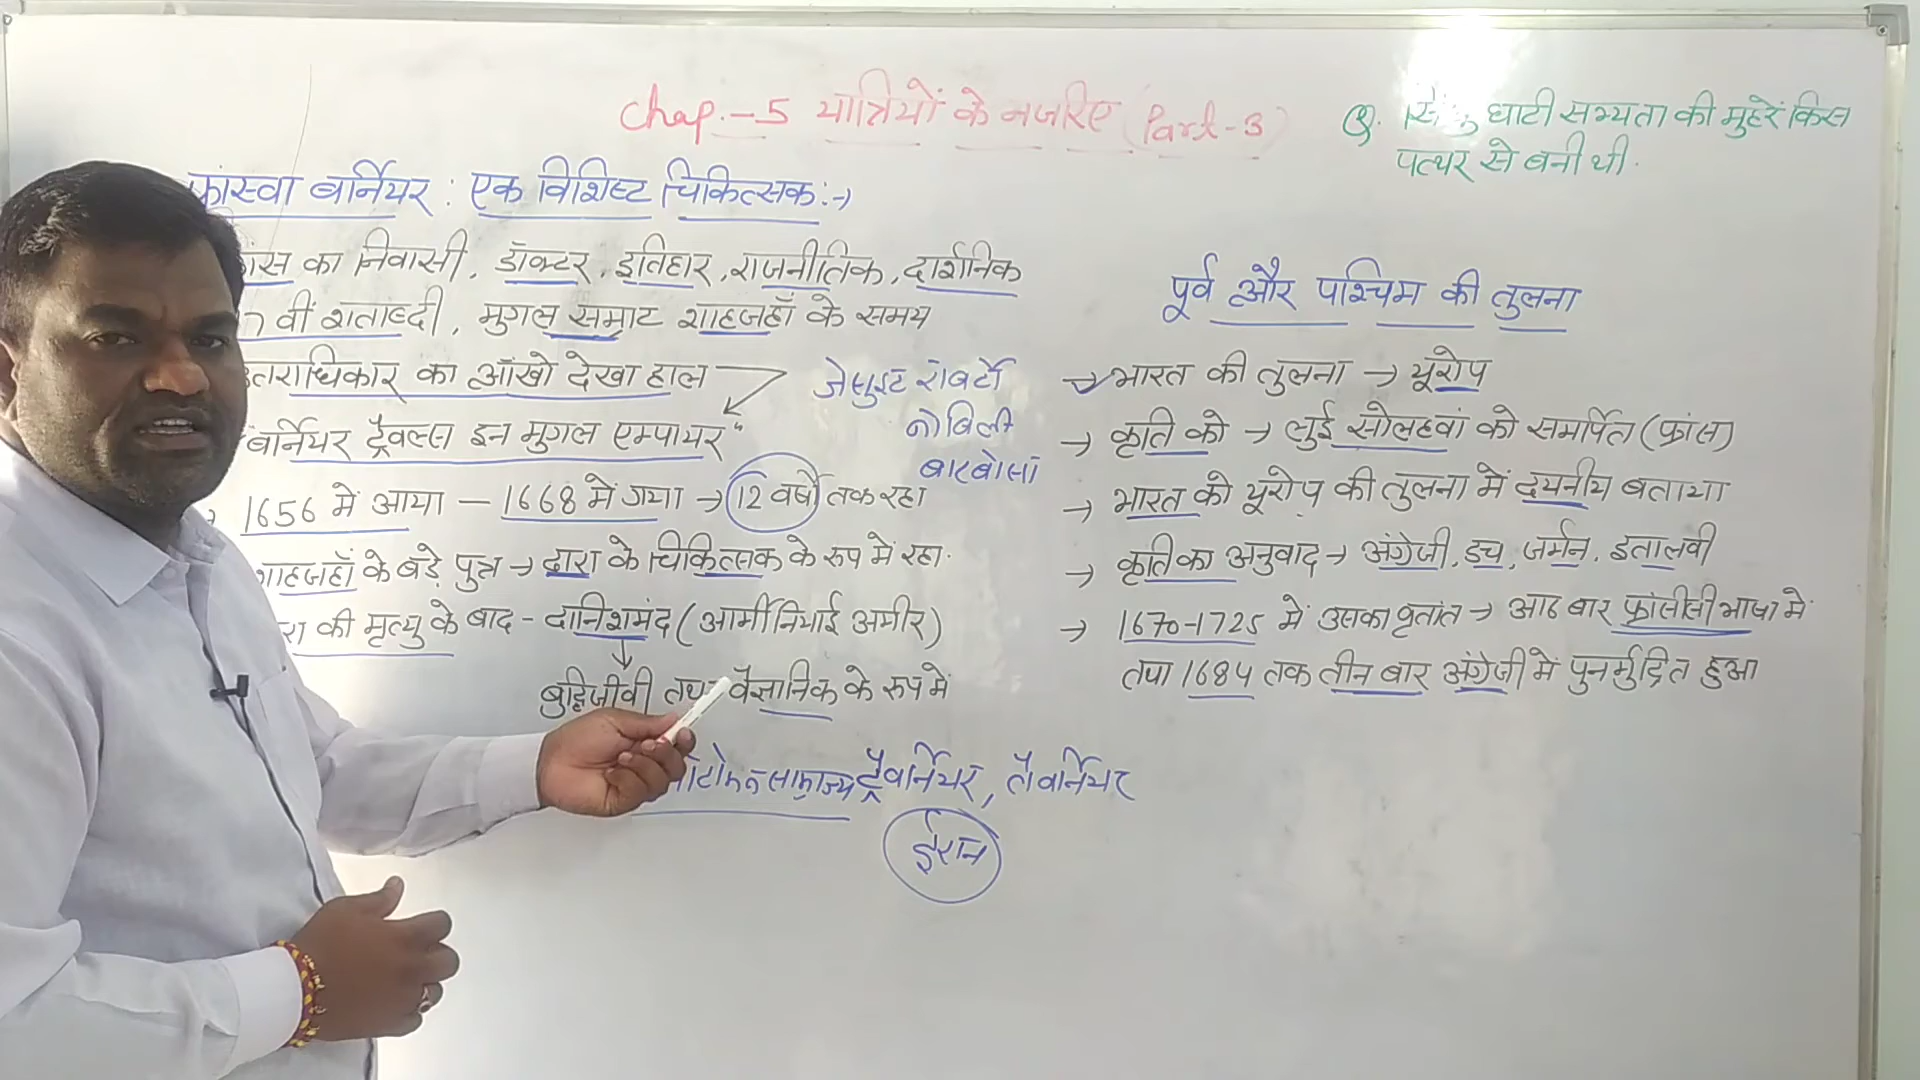 Chap.-5 यात्रियों के नजरिए (Part-3)
Q. घाटी सभ्यता की मुहरें किस
पत्थर से बनी थी.
फ्रांस्वा बर्नियर : एक विशिष्ट चिकित्सक :→
का निवासी, डॉक्टर, इतिहार, राजनीतिक, दार्शनिक
वीं शताब्दी, मुगल सम्राट शाहजहाँ के समय
का आँखो देखा हाल
बर्नियर ट्रैवल्स इन मुगल एम्पायर"
1656 में आया — 1668 में गया → 12 वर्षों तक रहा
शाहजहाँ के बड़े पुत्र → दारा के चिकित्सक के रूप में रहा.
की मृत्यु के बाद - दानिशमंद (आर्मीनियाई अमीर)
↓
बुद्धिजीवी तथा वैज्ञानिक के रूप में
जेसुइट रॉबर्टो
नोबिली
बारबोसा
साम्राज्य ट्रैवर्नियर, तैवर्नियर
ईरान
पूर्व और पश्चिम की तुलना
→ भारत की तुलना → यूरोप
→ कृति को → लुई सोलहवां को समर्पित (फ्रांस)
→ भारत को यूरोप की तुलना में दयनीय बताया
→ कृति का अनुवाद → अंग्रेजी, डच, जर्मन, इतालवी
→ 1670-1725 में उसका वृतांत → आठ बार फ्रांसीसी भाषा में
तथा 1684 तक तीन बार अंग्रेजी में पुनर्मुद्रित हुआ